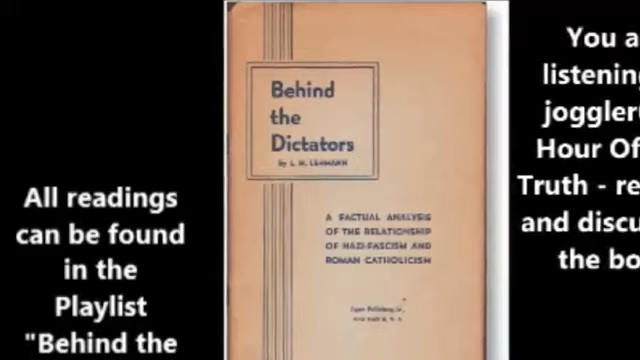 All readings
can be found
in the
Playlist
"Behind the
Behind
the
Dictators
by L. H. LEHMANN
A FACTUAL ANALYSIS
OF THE RELATIONSHIP
OF NAZI-FASCISM AND
ROMAN CATHOLICISM
You a
listening
joggler
Hour Of
Truth - re
and discu
the bo